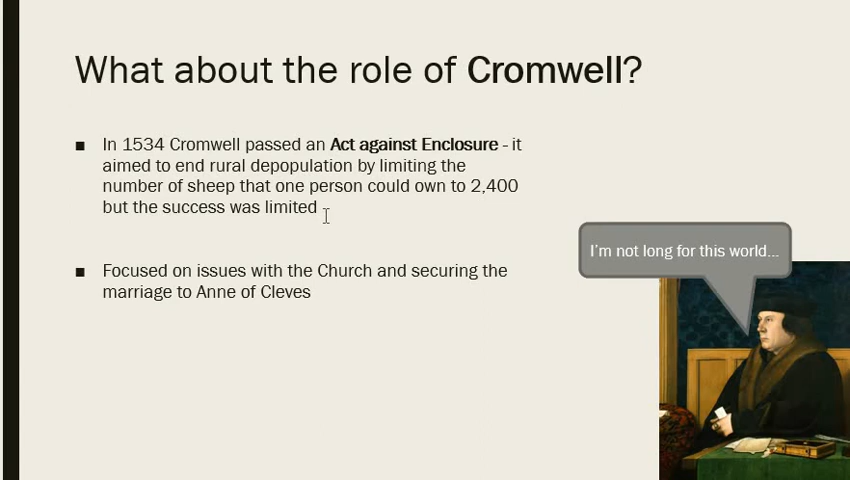 What about the role of Cromwell?
■ In 1534 Cromwell passed an Act against Enclosure - it
aimed to end rural depopulation by limiting the
number of sheep that one person could own to 2,400
but the success was limited
I'm not long for this world...
■ Focused on issues with the Church and securing the
marriage to Anne of Cleves